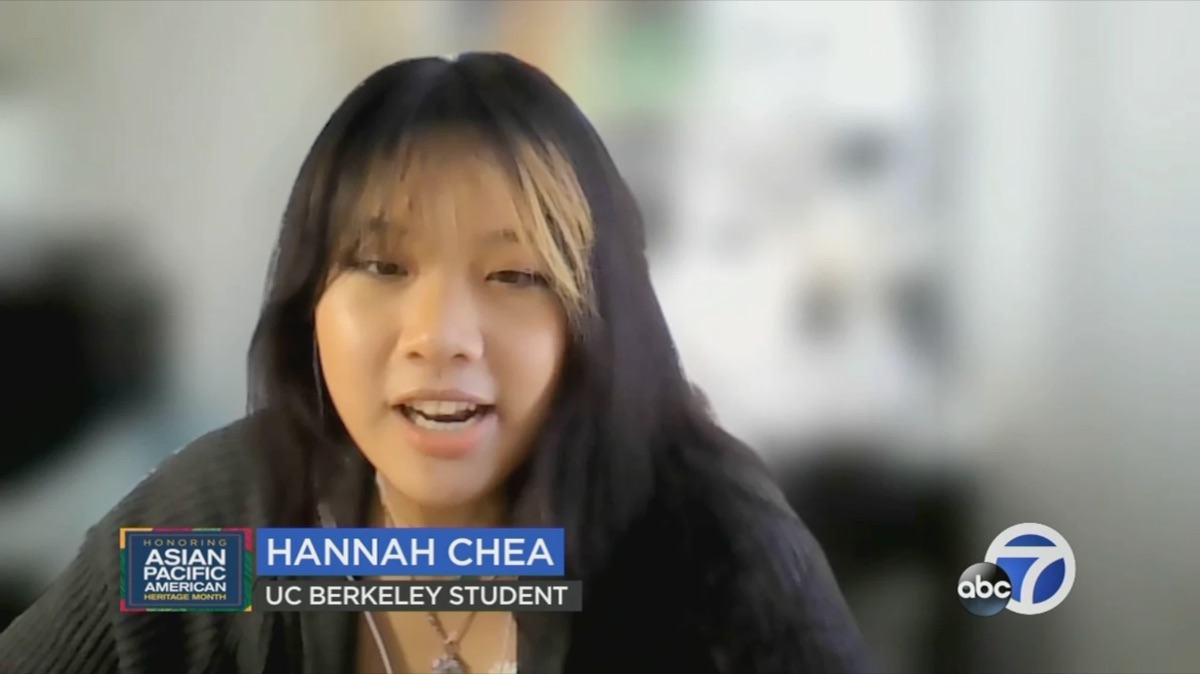 HONORING
ASIAN
PACIFIC
AMERICAN
HERITAGE MONTH
HANNAH CHEA
UC BERKELEY STUDENT
abc
7